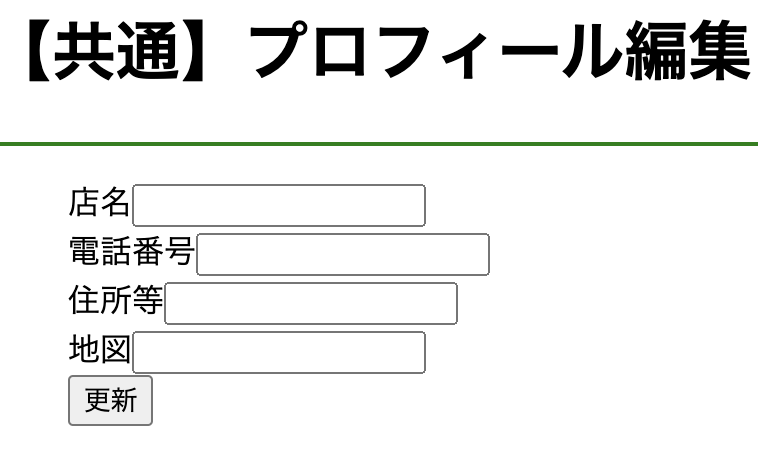 【共通】プロフィール編集
店名
電話番号
住所等
地図
更新